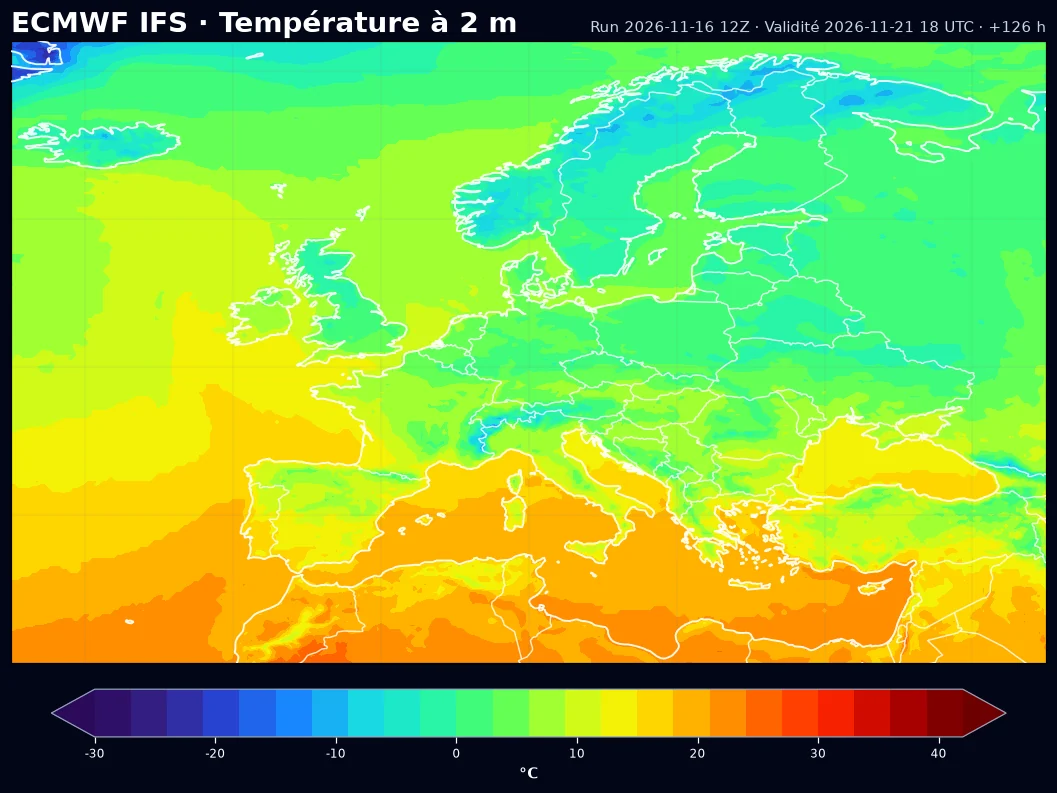 ECMWF IFS · Température à 2 m
Run 2026-11-16 12Z · Validité 2026-11-21 18 UTC · +126 h
-30 -20 -10 0 10 20 30 40
°C